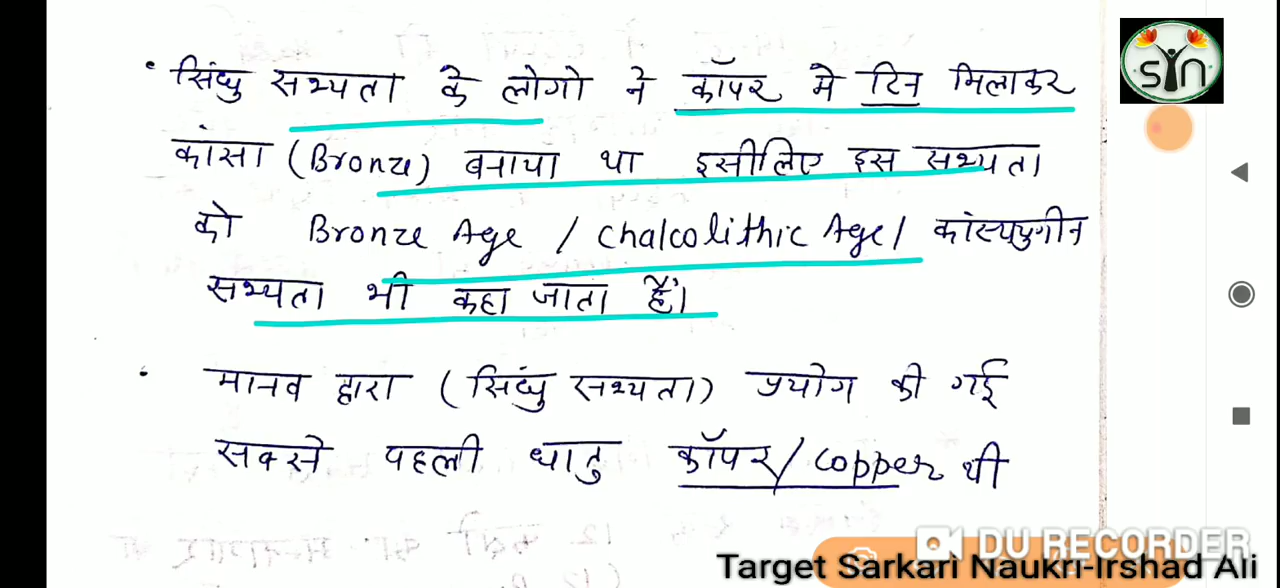 • सिंधु सभ्यता के लोगो ने कॉपर मे टिन मिलाकर
कांसा (Bronze) बनाया था इसीलिए इस सभ्यता
को Bronze Age / Chalcolithic Age / कांस्ययुगीन
सभ्यता भी कहा जाता है।
• मानव द्वारा (सिंधु सभ्यता) प्रयोग की गई
सबसे पहली धातु कॉपर/Copper थी
SYN
DU RECORDER
Target Sarkari Naukri-Irshad Ali